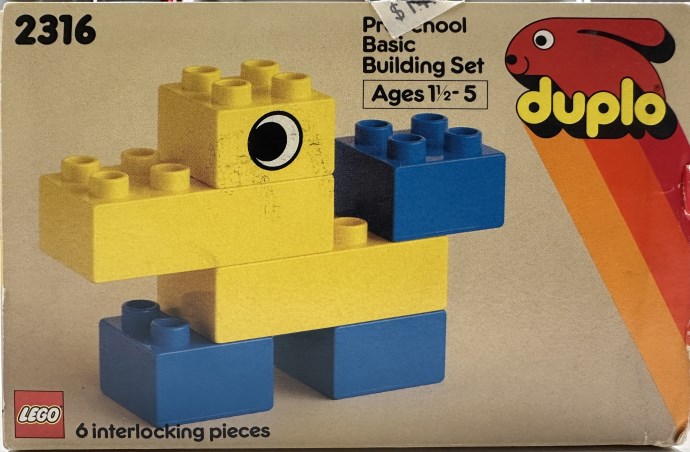 2316
Basic
Building Set
Ages 1½-5
duplo
LEGO
6 interlocking pieces